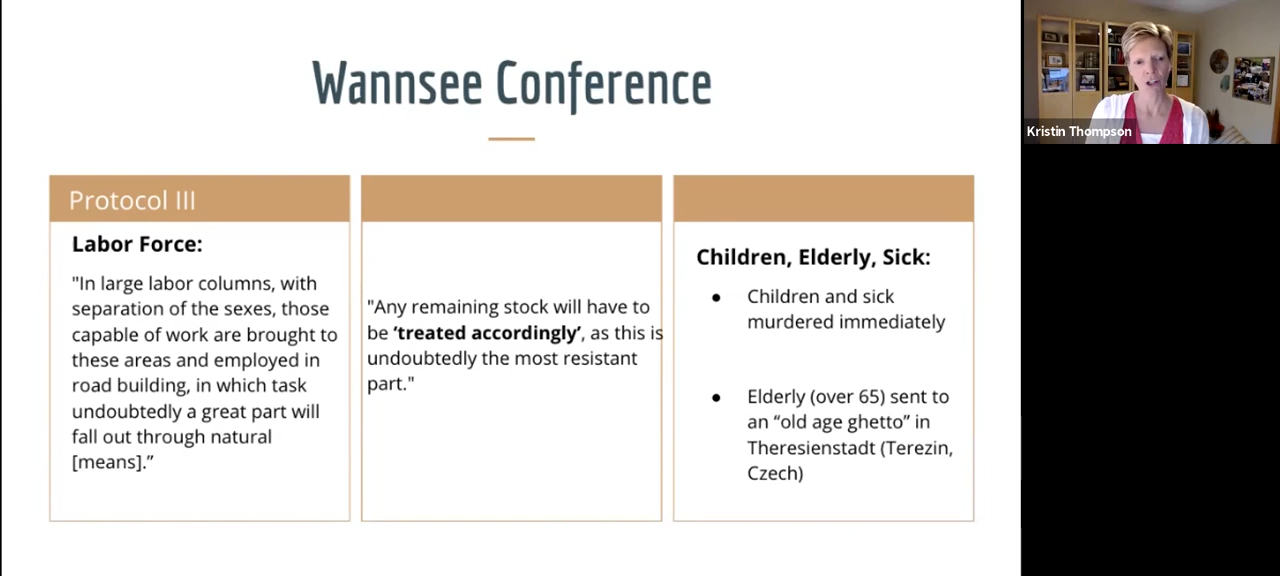 Wannsee Conference
Protocol III
Labor Force:
"In large labor columns, with
separation of the sexes, those
capable of work are brought to
these areas and employed in
road building, in which task
undoubtedly a great part will
fall out through natural
[means].”
"Any remaining stock will have to
be ‘treated accordingly’, as this is
undoubtedly the most resistant
part."
Children, Elderly, Sick:
● Children and sick
murdered immediately
● Elderly (over 65) sent to
an “old age ghetto” in
Theresienstadt (Terezin,
Czech)
Kristin Thompson